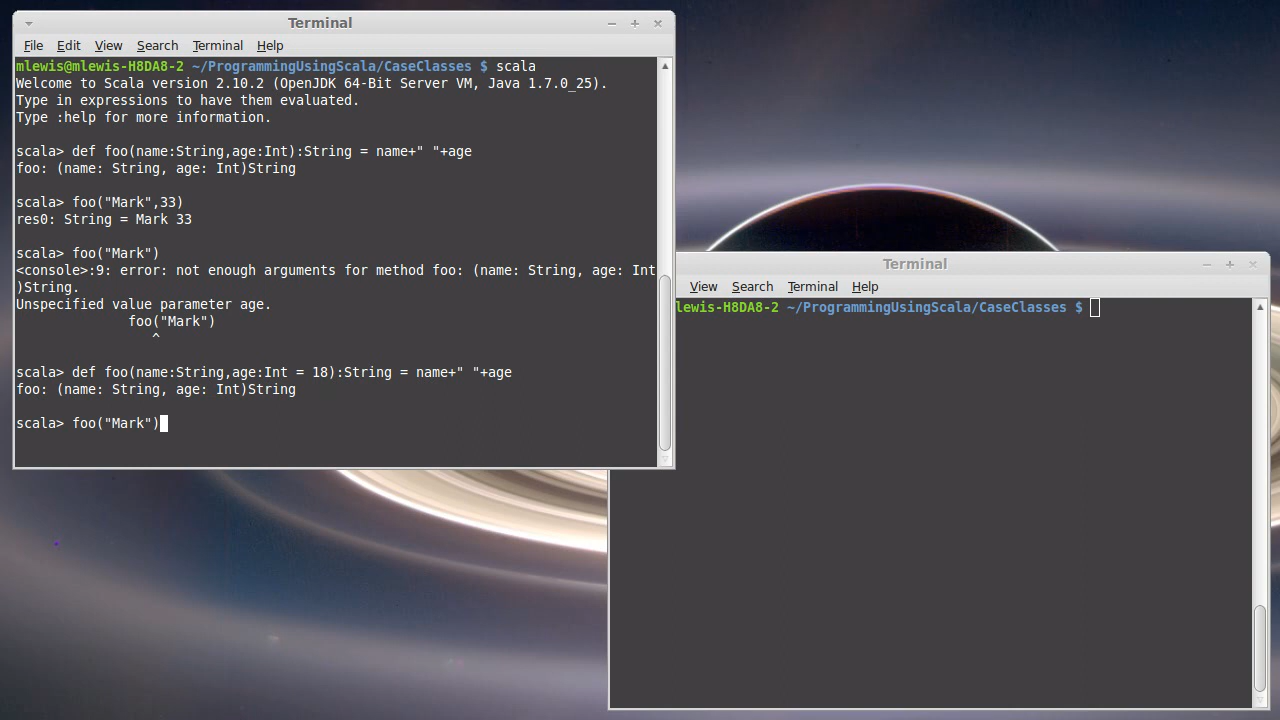 Terminal
File Edit View Search Terminal Help
mlewis@mlewis-H8DA8-2 ~/ProgrammingUsingScala/CaseClasses $ scala
Welcome to Scala version 2.10.2 (OpenJDK 64-Bit Server VM, Java 1.7.0_25).
Type in expressions to have them evaluated.
Type :help for more information.
scala> def foo(name:String,age:Int):String = name+" "+age
foo: (name: String, age: Int)String
scala> foo("Mark",33)
res0: String = Mark 33
scala> foo("Mark")
<console>:9: error: not enough arguments for method foo: (name: String, age: Int
)String.
Unspecified value parameter age.
foo("Mark")
^
scala> def foo(name:String,age:Int = 18):String = name+" "+age
foo: (name: String, age: Int)String
scala> foo("Mark")
Terminal
View Search Terminal Help
lewis-H8DA8-2 ~/ProgrammingUsingScala/CaseClasses $